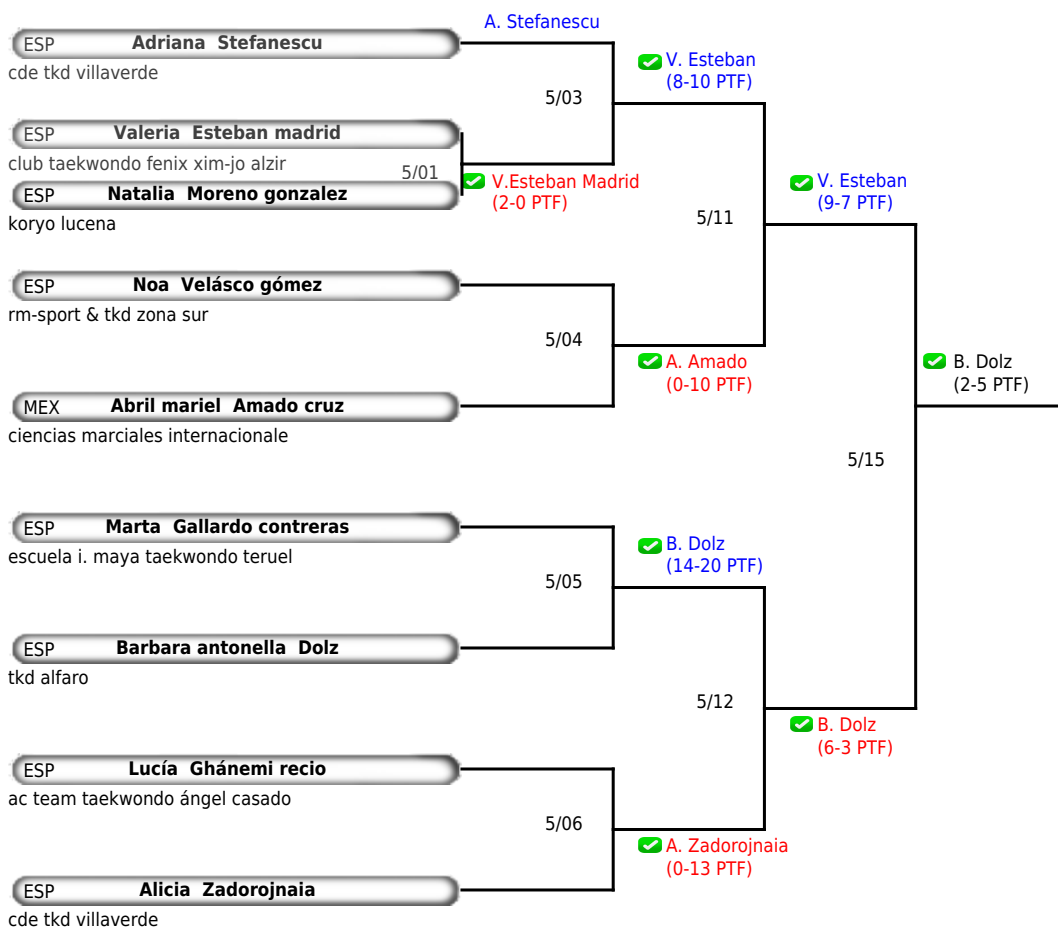 A. Stefanescu
ESP Adriana Stefanescu
cde tkd villaverde
V. Esteban
(8-10 PTF)
5/03
ESP Valeria Esteban madrid
club taekwondo fenix xim-jo alzir
5/01
V.Esteban Madrid
(2-0 PTF)
ESP Natalia Moreno gonzalez
koryo lucena
V. Esteban
(9-7 PTF)
5/11
ESP Noa Velásco gómez
rm-sport & tkd zona sur
5/04
A. Amado
(0-10 PTF)
B. Dolz
(2-5 PTF)
MEX Abril mariel Amado cruz
ciencias marciales internacionale
5/15
ESP Marta Gallardo contreras
escuela i. maya taekwondo teruel
B. Dolz
(14-20 PTF)
5/05
ESP Barbara antonella Dolz
tkd alfaro
5/12
B. Dolz
(6-3 PTF)
ESP Lucía Ghánemi recio
ac team taekwondo ángel casado
5/06
A. Zadorojnaia
(0-13 PTF)
ESP Alicia Zadorojnaia
cde tkd villaverde